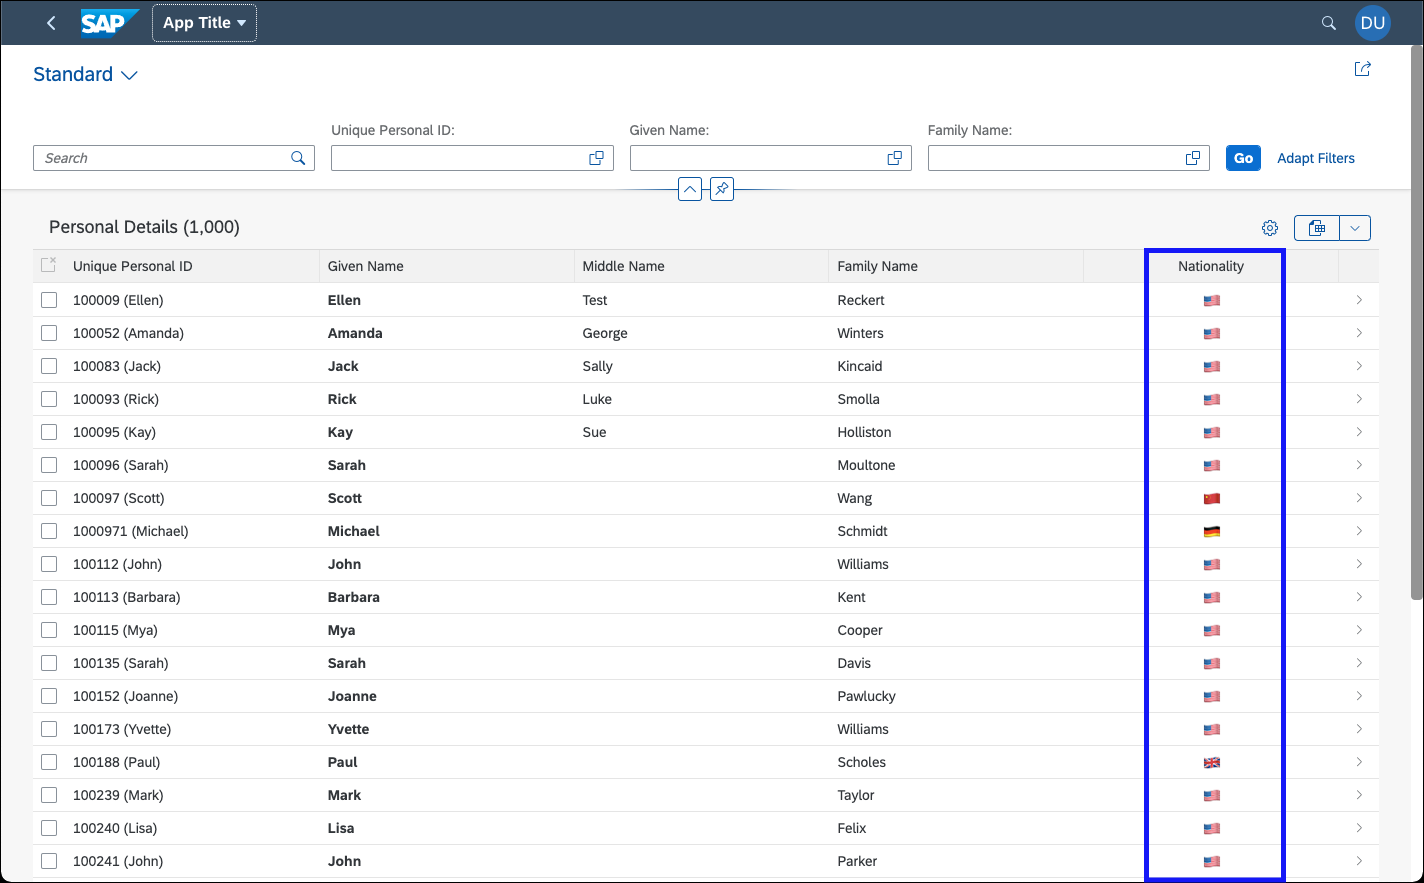 SAP App Title DU
Standard
Unique Personal ID: Given Name: Family Name:
Search Go Adapt Filters
Personal Details (1,000)
Unique Personal ID Given Name Middle Name Family Name Nationality
100009 (Ellen) Ellen Test Reckert
100052 (Amanda) Amanda George Winters
100083 (Jack) Jack Sally Kincaid
100093 (Rick) Rick Luke Smolla
100095 (Kay) Kay Sue Holliston
100096 (Sarah) Sarah Moultone
100097 (Scott) Scott Wang
1000971 (Michael) Michael Schmidt
100112 (John) John Williams
100113 (Barbara) Barbara Kent
100115 (Mya) Mya Cooper
100135 (Sarah) Sarah Davis
100152 (Joanne) Joanne Pawlucky
100173 (Yvette) Yvette Williams
100188 (Paul) Paul Scholes
100239 (Mark) Mark Taylor
100240 (Lisa) Lisa Felix
100241 (John) John Parker